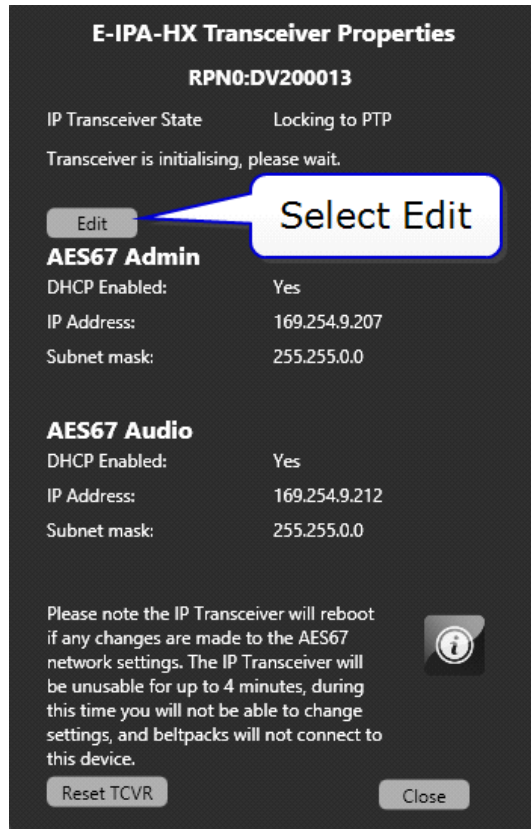 E-IPA-HX Transceiver Properties
RPN0:DV200013
IP Transceiver State Locking to PTP
Transceiver is initialising, please wait.
Edit
Select Edit
AES67 Admin
DHCP Enabled: Yes
IP Address: 169.254.9.207
Subnet mask: 255.255.0.0
AES67 Audio
DHCP Enabled: Yes
IP Address: 169.254.9.212
Subnet mask: 255.255.0.0
Please note the IP Transceiver will reboot
if any changes are made to the AES67
network settings. The IP Transceiver will
be unusable for up to 4 minutes, during
this time you will not be able to change
settings, and beltpacks will not connect to
this device.
Reset TCVR Close